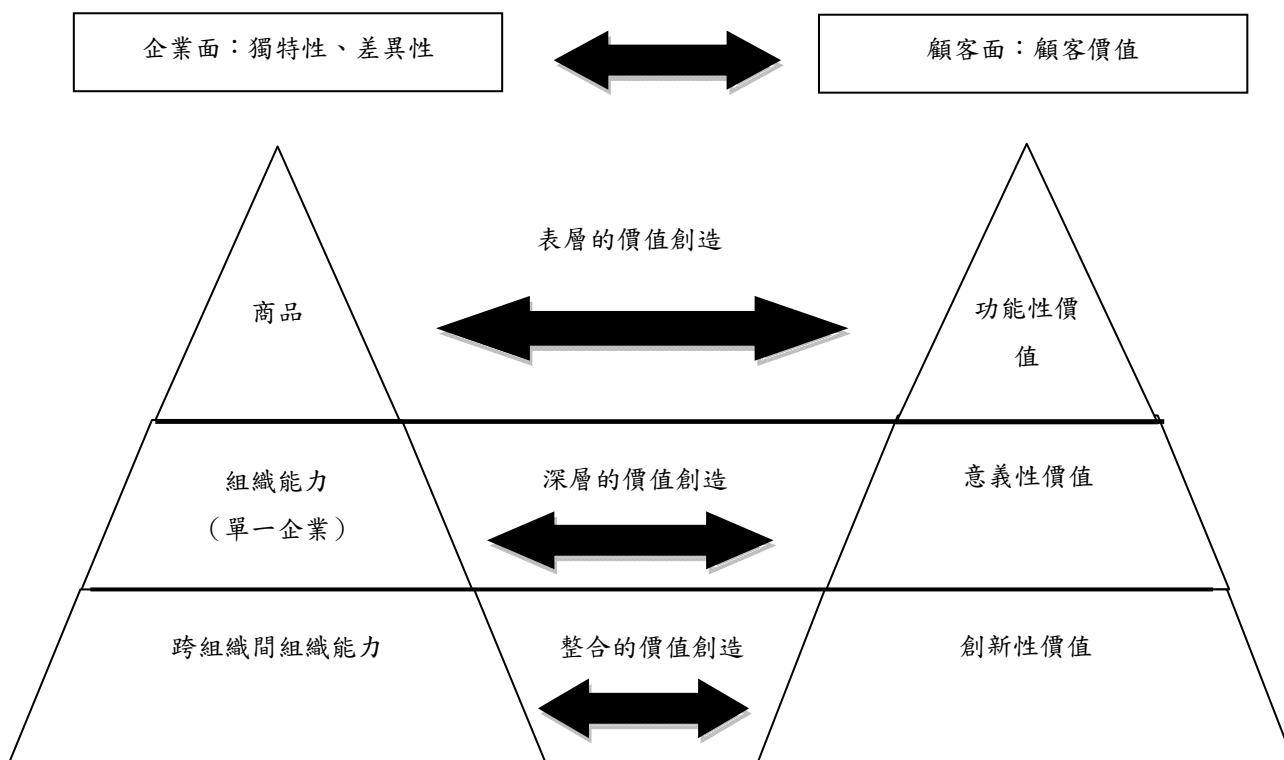 企業面：獨特性、差異性
顧客面：顧客價值
表層的價值創造
商品
功能性價
值
組織能力
（單一企業）
深層的價值創造
意義性價值
跨組織間組織能力
整合的價值創造
創新性價值